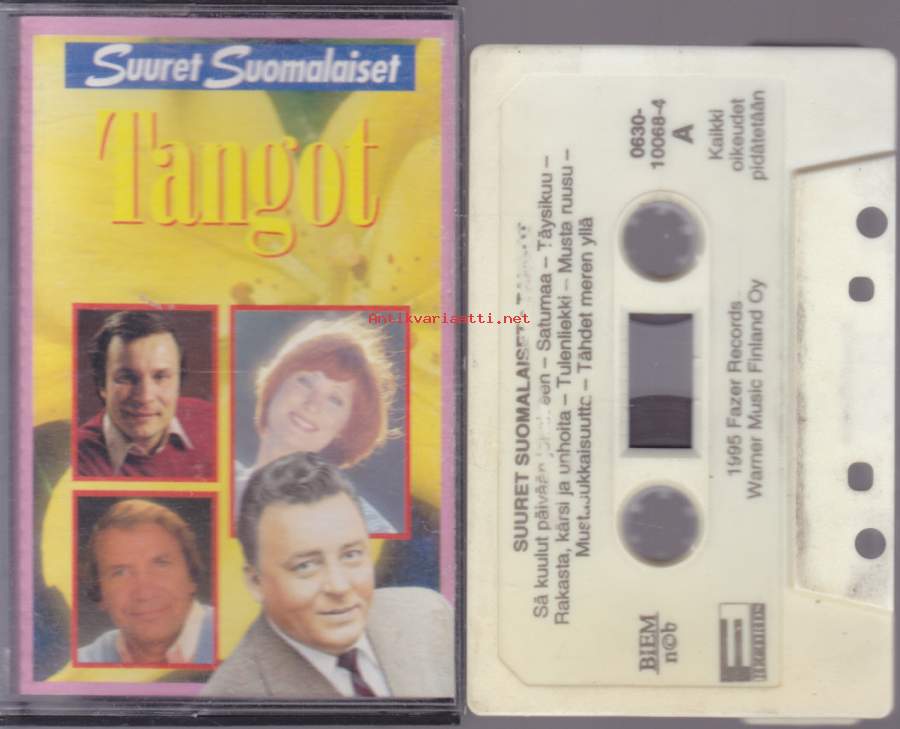 Suuret Suomalaiset
Tangot
Antikvariaatti.net
SUURET SUOMALAISET
Sä kuulut päivään – Satumaa – Täysikuu –
Rakasta, kärsi ja unhoita – Tulenliekki – Musta ruusu –
– Tähdet meren yllä
0630-
10068-4
A
Kaikki
oikeudet
pidätetään
1995 Fazer Records
Warner Music Finland Oy
BIEM
n©b
RECORDS